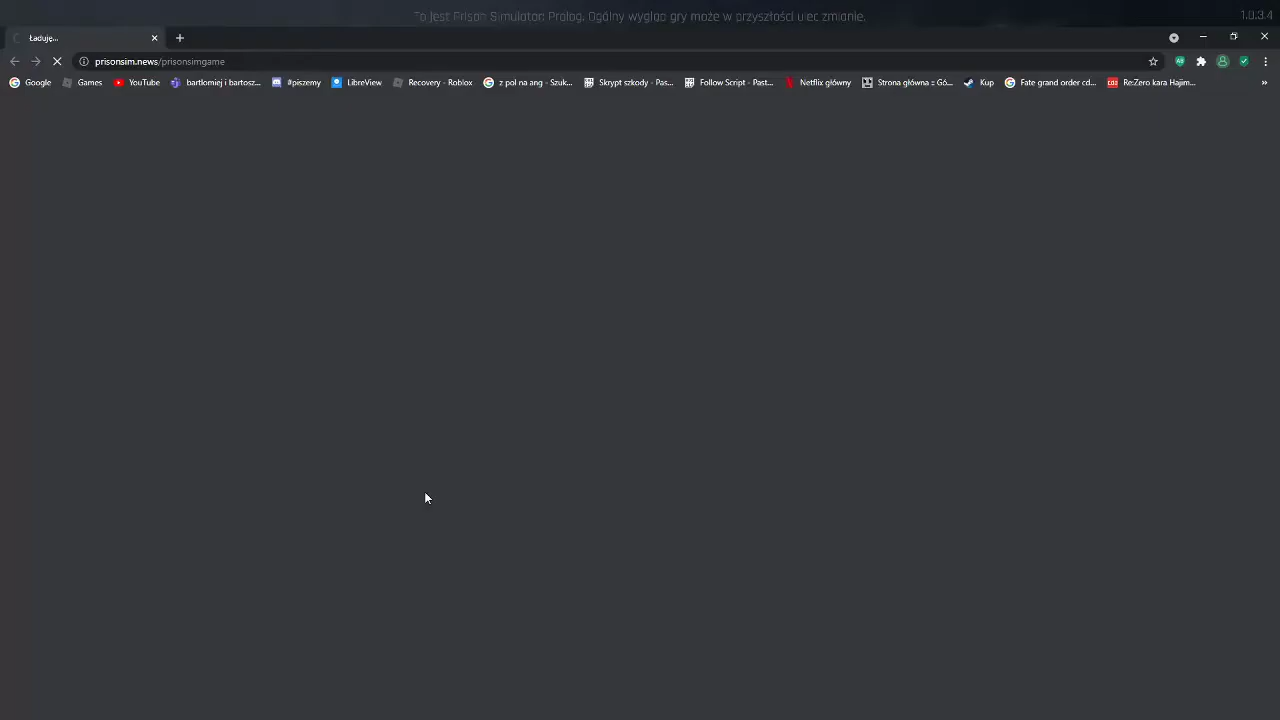 To jest Prison Simulator: Prolog. Ogólny wygląd gry może w przyszłości ulec zmianie.
1.0.3.4
Ładuję...
prisonsim.news/prisonsimgame
Google
Games
YouTube
bartlomiej i bartosz...
#piszemy
LibreView
Recovery - Roblox
z pol na ang - Szuk...
Skrypt szkody - Pas...
Follow Script - Past...
Netflix główny
Strona główna :: Gó...
Kup
Fate grand order cd...
Re:Zero kara Hajim...